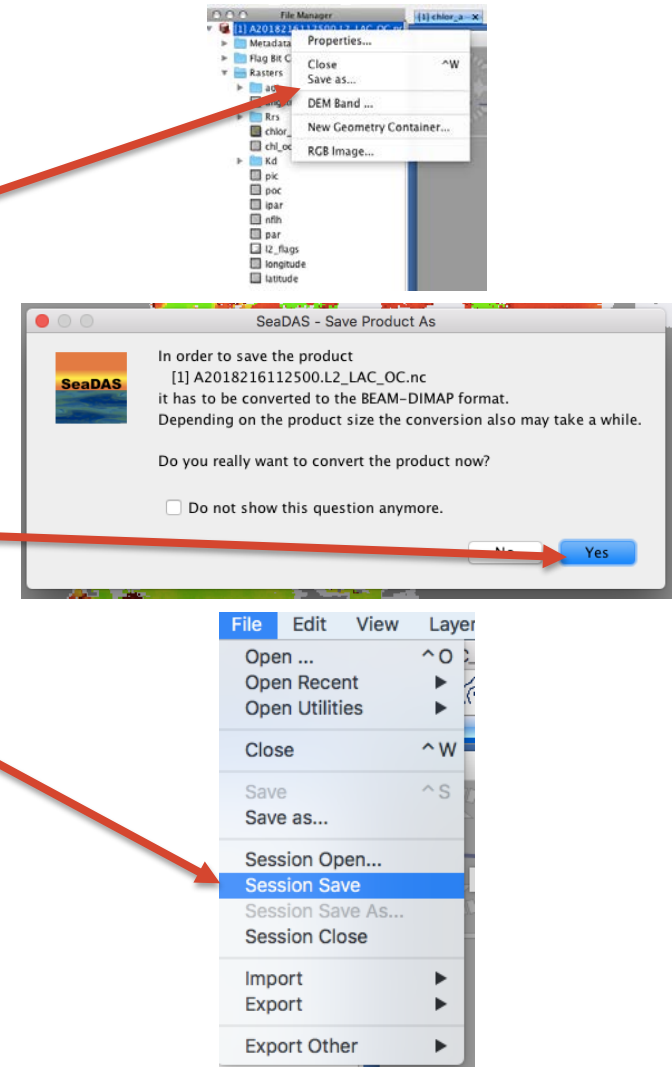 File Manager
[1] chlor_a X
[1] A2018216112500.L2_LAC_OC.nc
Metadata
Properties...
Flag Bit C
Close ^W
Rasters
Save as...
DEM Band ...
Rrs
New Geometry Container...
chlor_
chl_oc
RGB Image...
Kd
pic
poc
ipar
nflh
par
l2_flags
longitude
latitude
SeaDAS - Save Product As
SeaDAS
In order to save the product
[1] A2018216112500.L2_LAC_OC.nc
it has to be converted to the BEAM-DIMAP format.
Depending on the product size the conversion also may take a while.
Do you really want to convert the product now?
Do not show this question anymore.
No Yes
File Edit View Layer
Open ... ^O
Open Recent
Open Utilities
Close ^W
Save ^S
Save as...
Session Open...
Session Save
Session Save As...
Session Close
Import
Export
Export Other